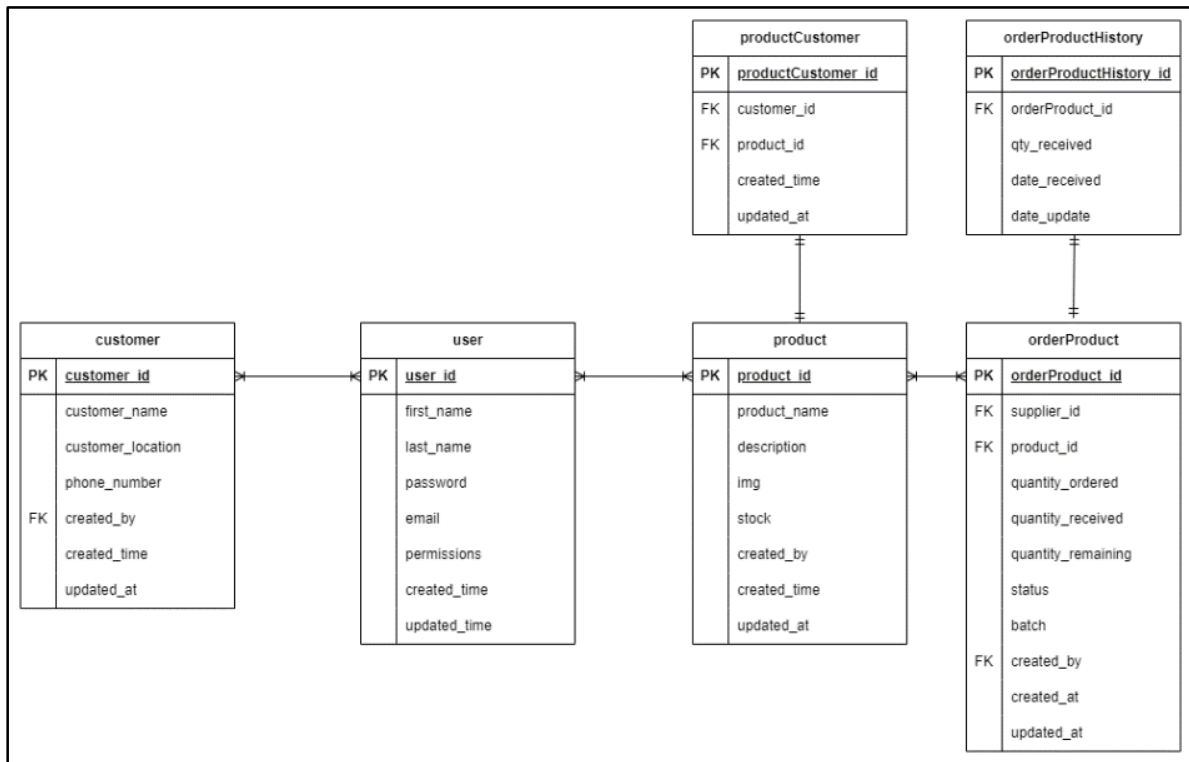 productCustomer
PK productCustomer_id
FK customer_id
FK product_id
created_time
updated_at
orderProductHistory
PK orderProductHistory_id
FK orderProduct_id
qty_received
date_received
date_update
customer
PK customer_id
customer_name
customer_location
phone_number
FK created_by
created_time
updated_at
user
PK user_id
first_name
last_name
password
email
permissions
created_time
updated_time
product
PK product_id
product_name
description
img
stock
created_by
created_time
updated_at
orderProduct
PK orderProduct_id
FK supplier_id
FK product_id
quantity_ordered
quantity_received
quantity_remaining
status
batch
FK created_by
created_at
updated_at